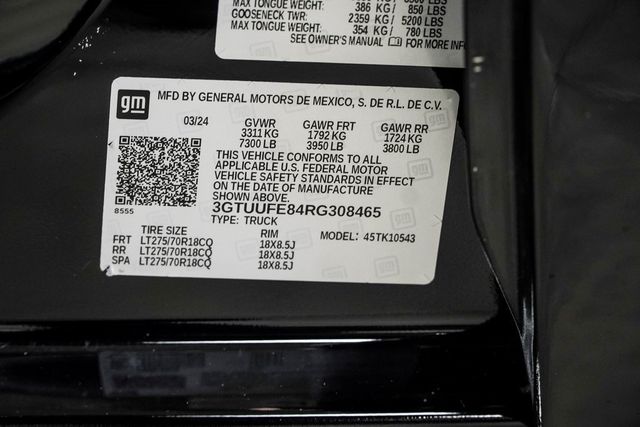 MAX TONGUE WEIGHT: 386 KG/ 850 LBS
GOOSENECK TWR: 2359 KG/ 5200 LBS
MAX TONGUE WEIGHT: 354 KG/ 780 LBS
SEE OWNER'S MANUAL FOR MORE INF
gm
MFD BY GENERAL MOTORS DE MEXICO, S. DE R.L. DE C.V.
03/24 GVWR GAWR FRT GAWR RR
3311 KG 1792 KG 1724 KG
7300 LB 3950 LB 3800 LB
THIS VEHICLE CONFORMS TO ALL
APPLICABLE U.S. FEDERAL MOTOR
VEHICLE SAFETY STANDARDS IN EFFECT
ON THE DATE OF MANUFACTURE
SHOWN ABOVE.
8555
3GTUUFE84RG308465
TYPE: TRUCK
TIRE SIZE RIM MODEL: 45TK10543
FRT LT275/70R18CQ 18X8.5J
RR LT275/70R18CQ 18X8.5J
SPA LT275/70R18CQ 18X8.5J